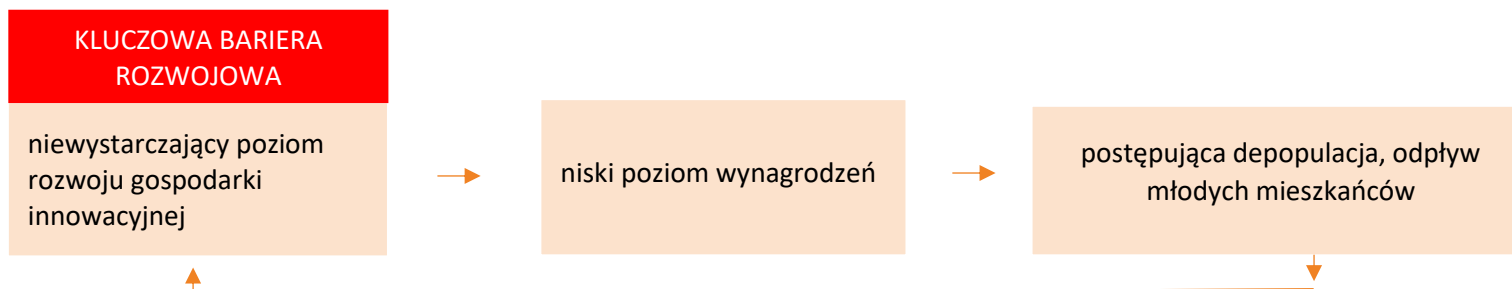 KLUCZOWA BARIERA
ROZWOJOWA
niewystarczający poziom
rozwoju gospodarki
innowacyjnej
niski poziom wynagrodzeń
postępująca depopulacja, odpływ
młodych mieszkańców